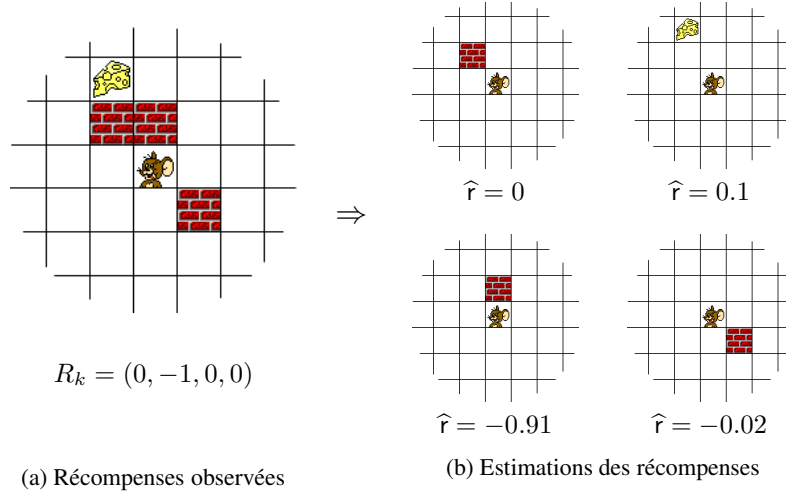 ⇒
r̂ = 0
r̂ = 0.1
R_k = (0, −1, 0, 0)
r̂ = −0.91
r̂ = −0.02
(a) Récompenses observées
(b) Estimations des récompenses